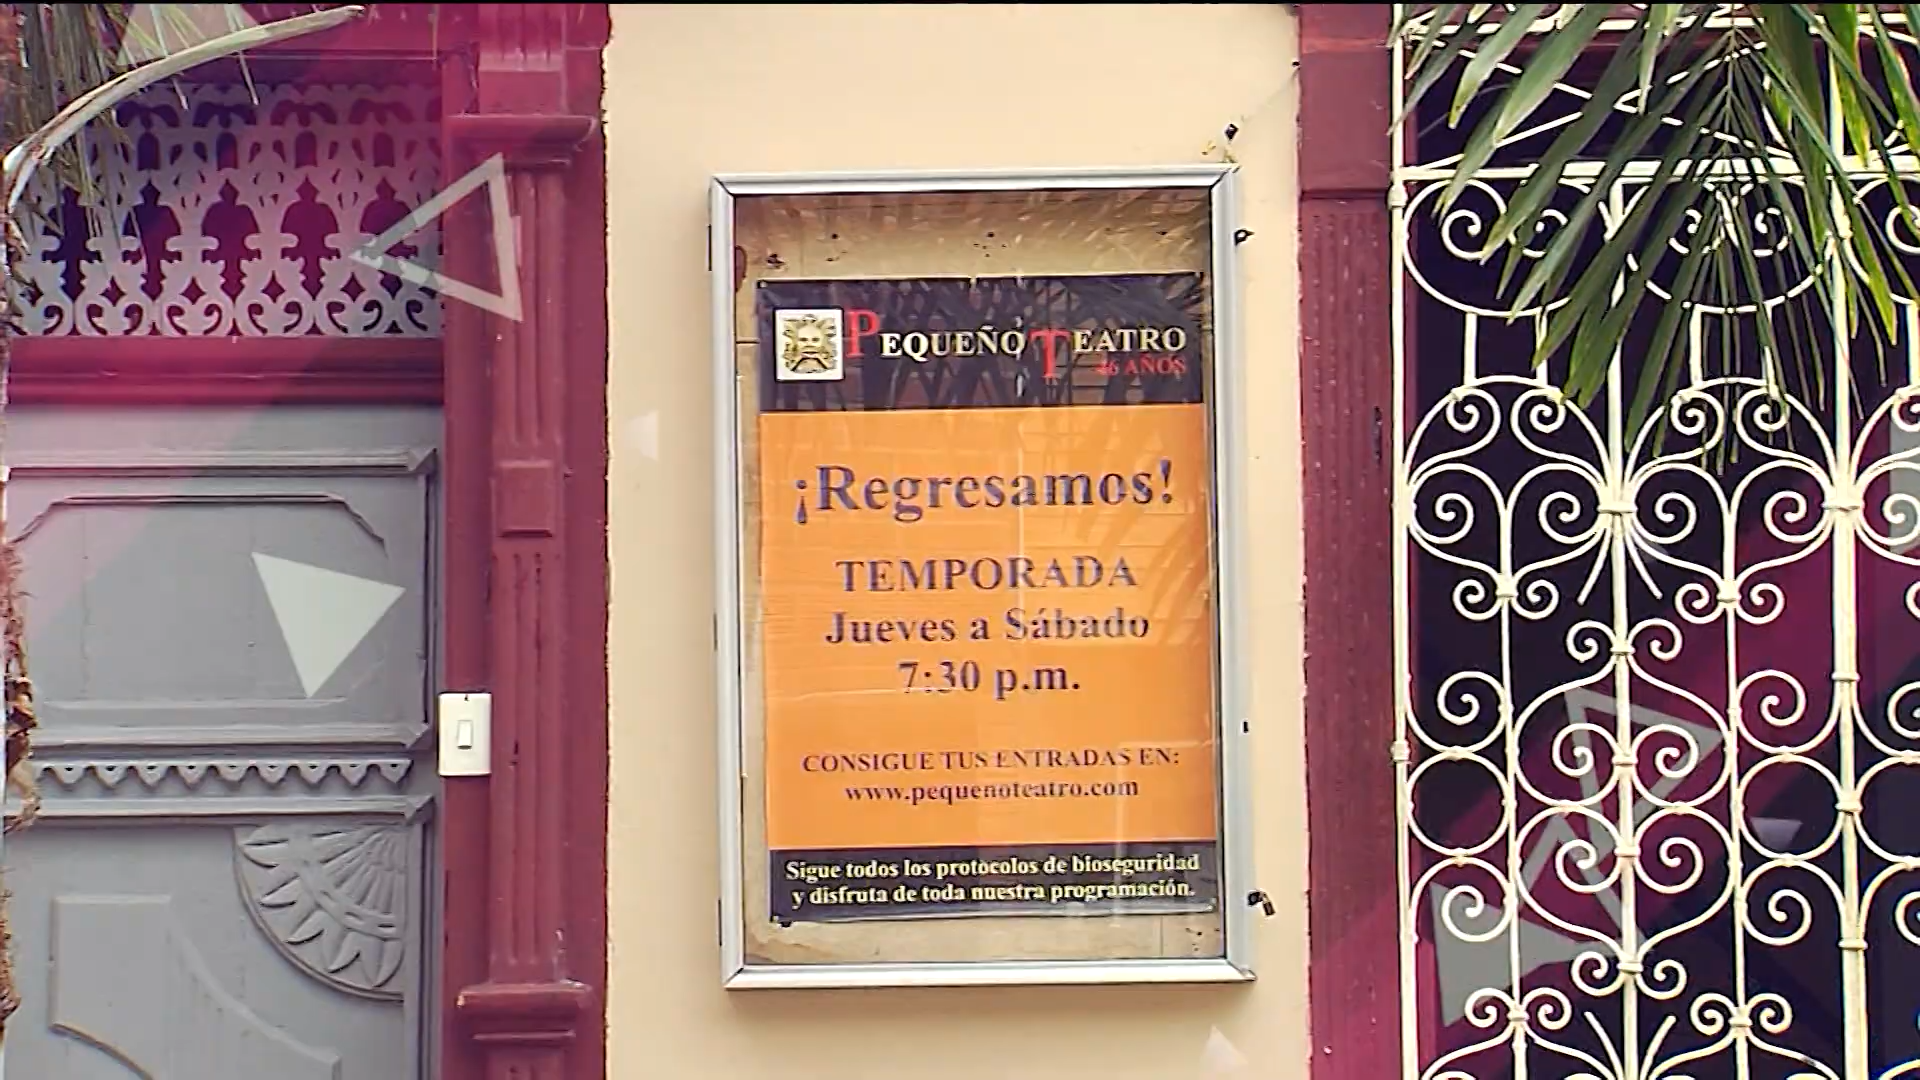 PEQUEÑO TEATRO
46 AÑOS
¡Regresamos!
TEMPORADA
Jueves a Sábado
7:30 p.m.
CONSIGUE TUS ENTRADAS EN:
www.pequenoteatro.com
Sigue todos los protocolos de bioseguridad
y disfruta de toda nuestra programación.